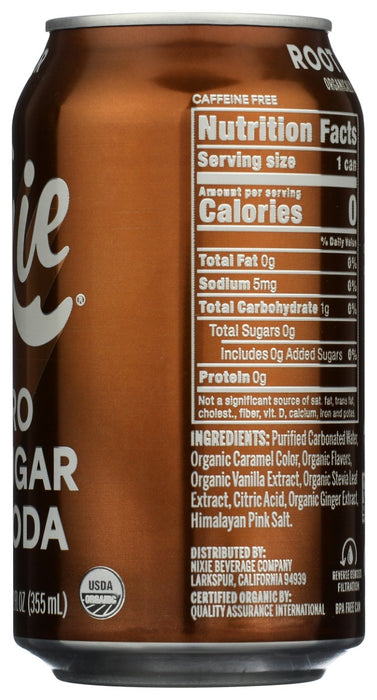 ie®
RO
GAR
ODA
FL OZ (355 mL)
USDA
ORGANIC
ROOT
ORGANIC
CAFFEINE FREE
Nutrition Facts
Serving size 1 can
Amount per serving
Calories 0
% Daily Value
Total Fat 0g 0%
Sodium 5mg 0%
Total Carbohydrate 1g 0%
Total Sugars 0g
Includes 0g Added Sugars 0%
Protein 0g
Not a significant source of sat. fat, trans fat,
cholest., fiber, vit. D, calcium, iron and potas.
INGREDIENTS: Purified Carbonated Water,
Organic Caramel Color, Organic Flavors,
Organic Vanilla Extract, Organic Stevia Leaf
Extract, Citric Acid, Organic Ginger Extract,
Himalayan Pink Salt.
DISTRIBUTED BY:
NIXIE BEVERAGE COMPANY
LARKSPUR, CALIFORNIA 94939
CERTIFIED ORGANIC BY:
QUALITY ASSURANCE INTERNATIONAL
REVERSE OSMOSIS
FILTRATION
BPA FREE CAN